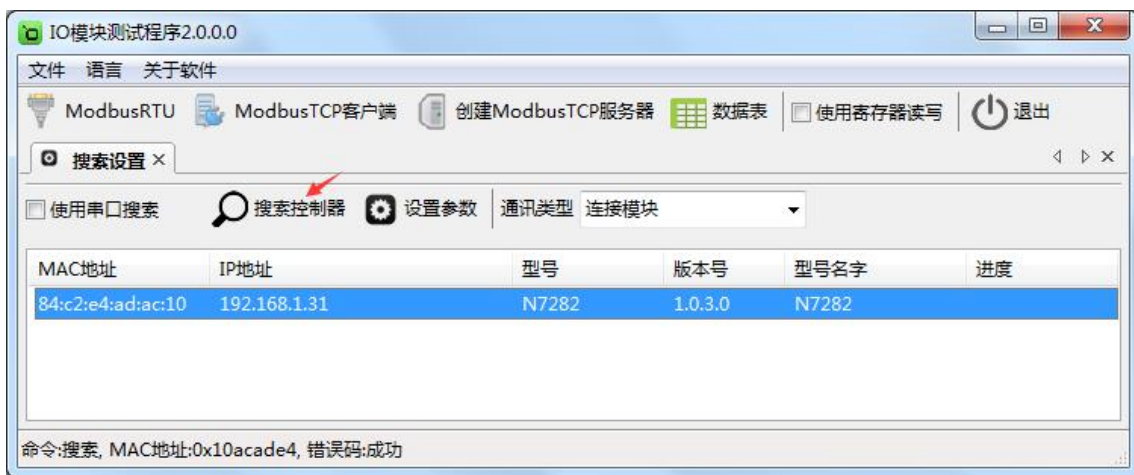 IO模块测试程序2.0.0.0
文件 语言 关于软件
ModbusRTU ModbusTCP客户端 创建ModbusTCP服务器 数据表 使用寄存器读写 退出
搜索设置
使用串口搜索 搜索控制器 设置参数 通讯类型 连接模块
MAC地址 IP地址 型号 版本号 型号名字 进度
84:c2:e4:ad:ac:10 192.168.1.31 N7282 1.0.3.0 N7282
命令:搜索, MAC地址:0x10acade4, 错误码:成功